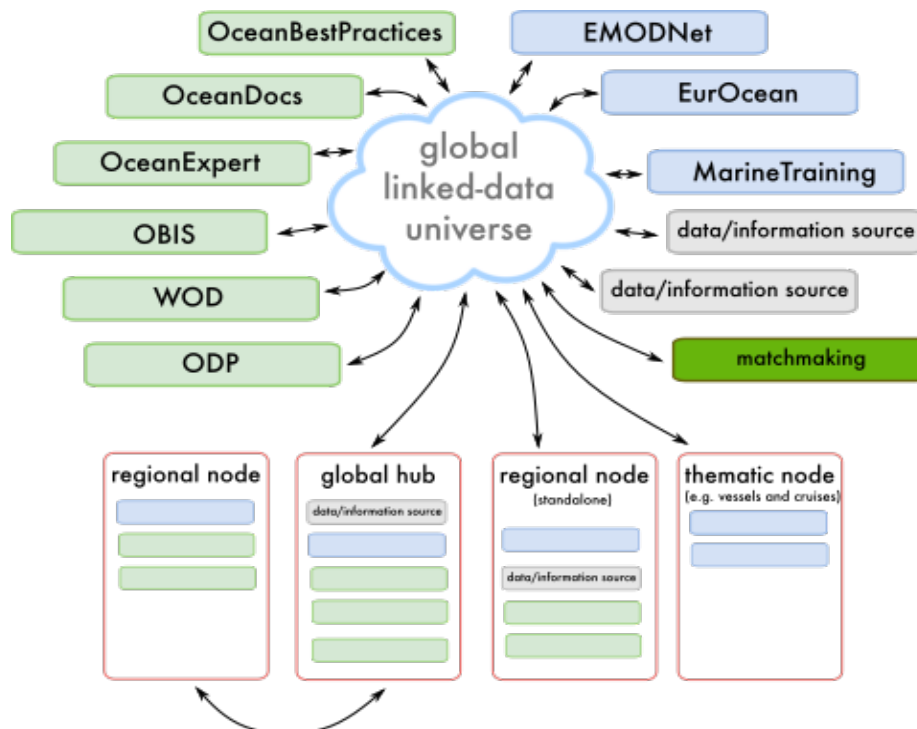 OceanBestPractices
EMODNet
OceanDocs
EurOcean
OceanExpert
MarineTraining
global
linked-data
universe
OBIS
data/information source
WOD
data/information source
ODP
matchmaking
regional node
global hub
data/information source
regional node
(standalone)
data/information source
thematic node
(e.g. vessels and cruises)